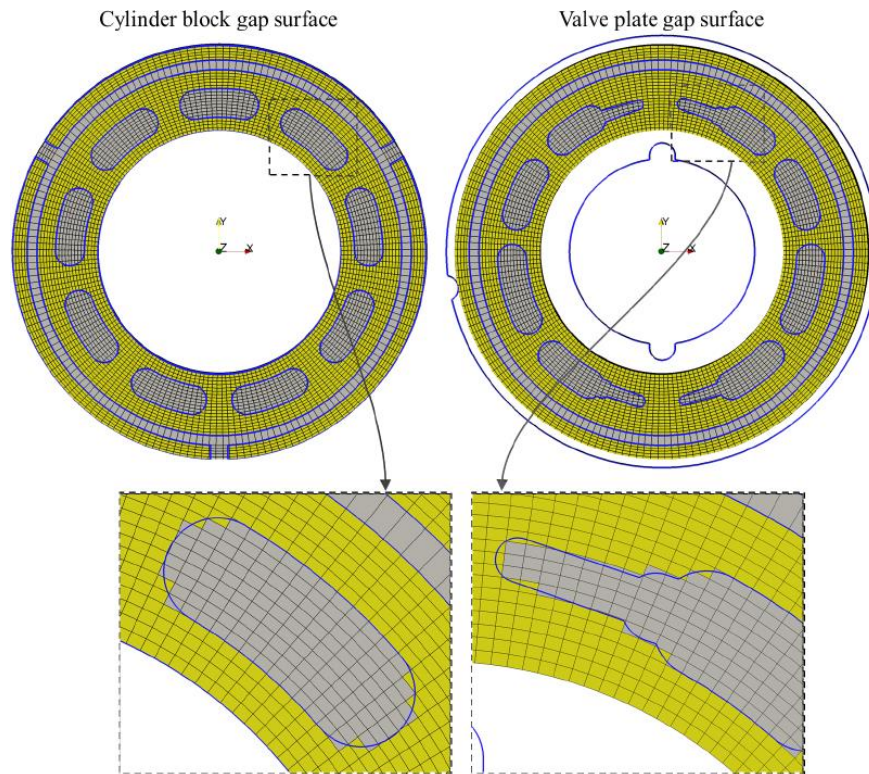 Cylinder block gap surface
Valve plate gap surface
Y
Z
X
Y
Z
X